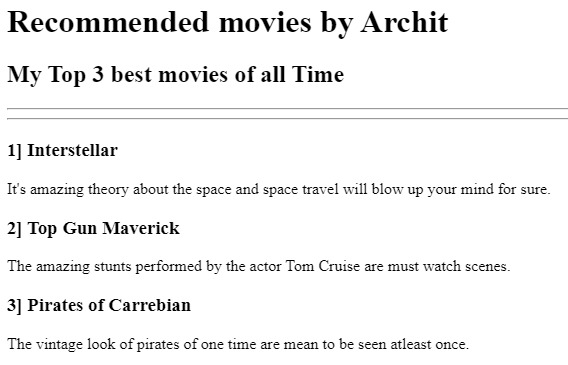 Recommended movies by Archit
My Top 3 best movies of all Time
1] Interstellar
It's amazing theory about the space and space travel will blow up your mind for sure.
2] Top Gun Maverick
The amazing stunts performed by the actor Tom Cruise are must watch scenes.
3] Pirates of Carrebian
The vintage look of pirates of one time are mean to be seen atleast once.